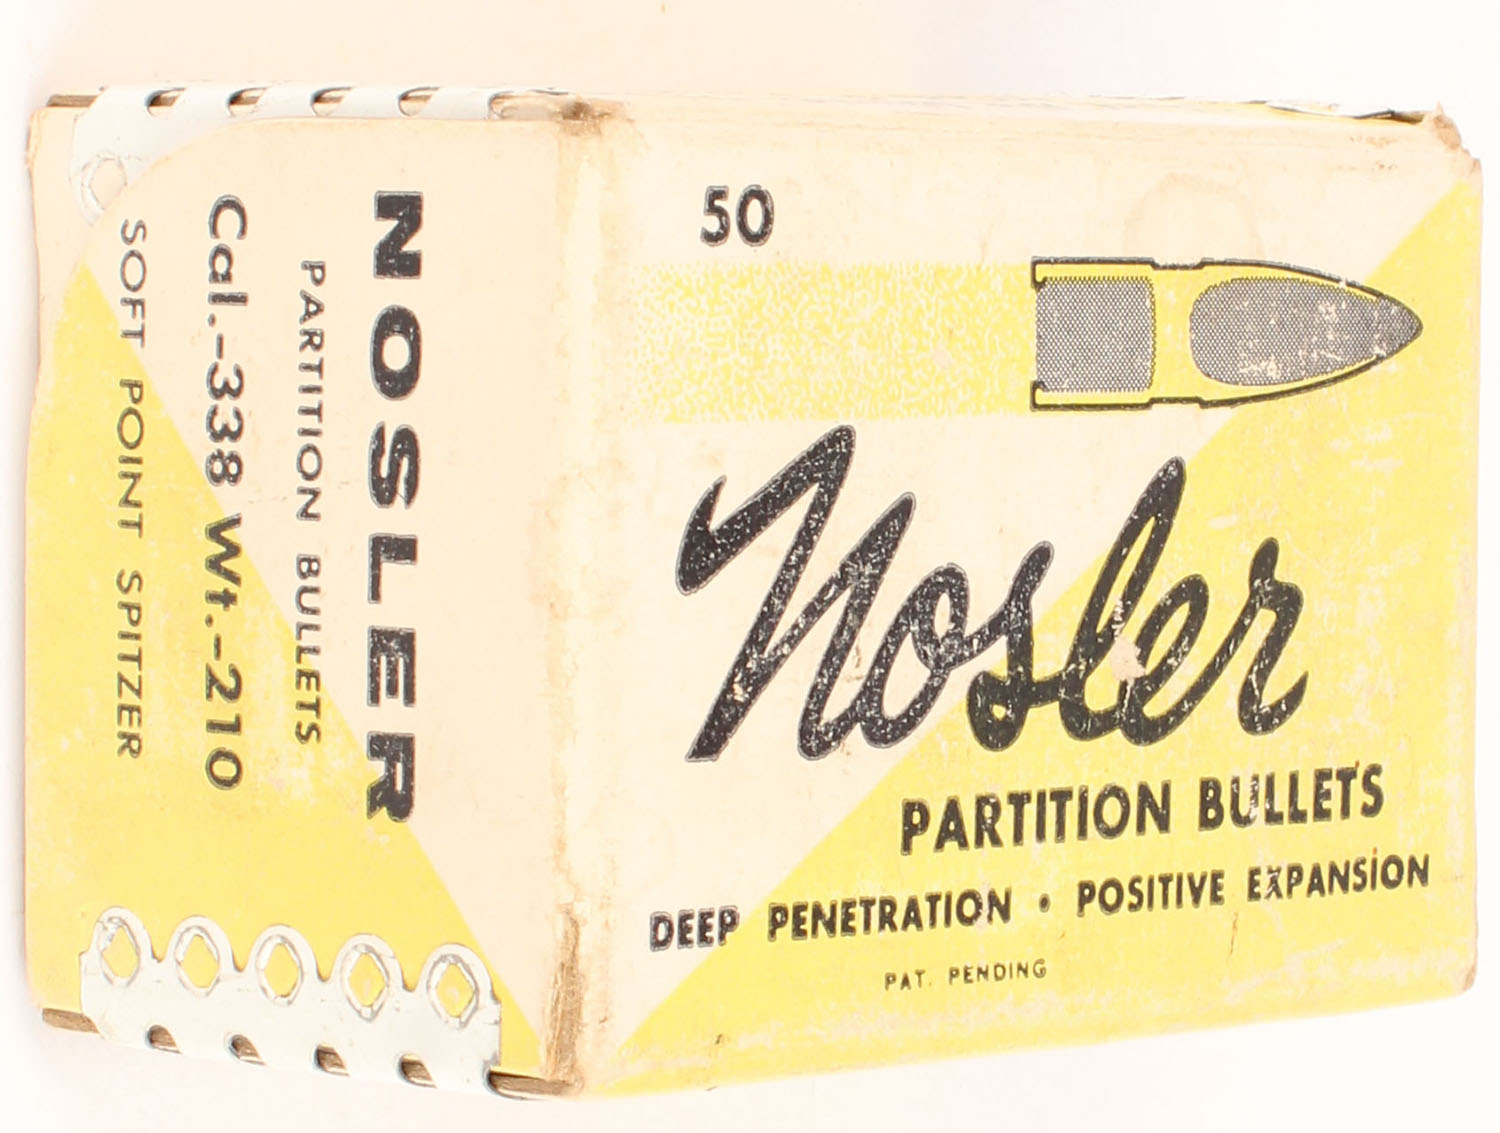 50
Nosler
PARTITION BULLETS
DEEP PENETRATION • POSITIVE EXPANSION
PAT. PENDING
NOSLER
PARTITION BULLETS
Cal.-338 Wt.-210
SOFT POINT SPITZER